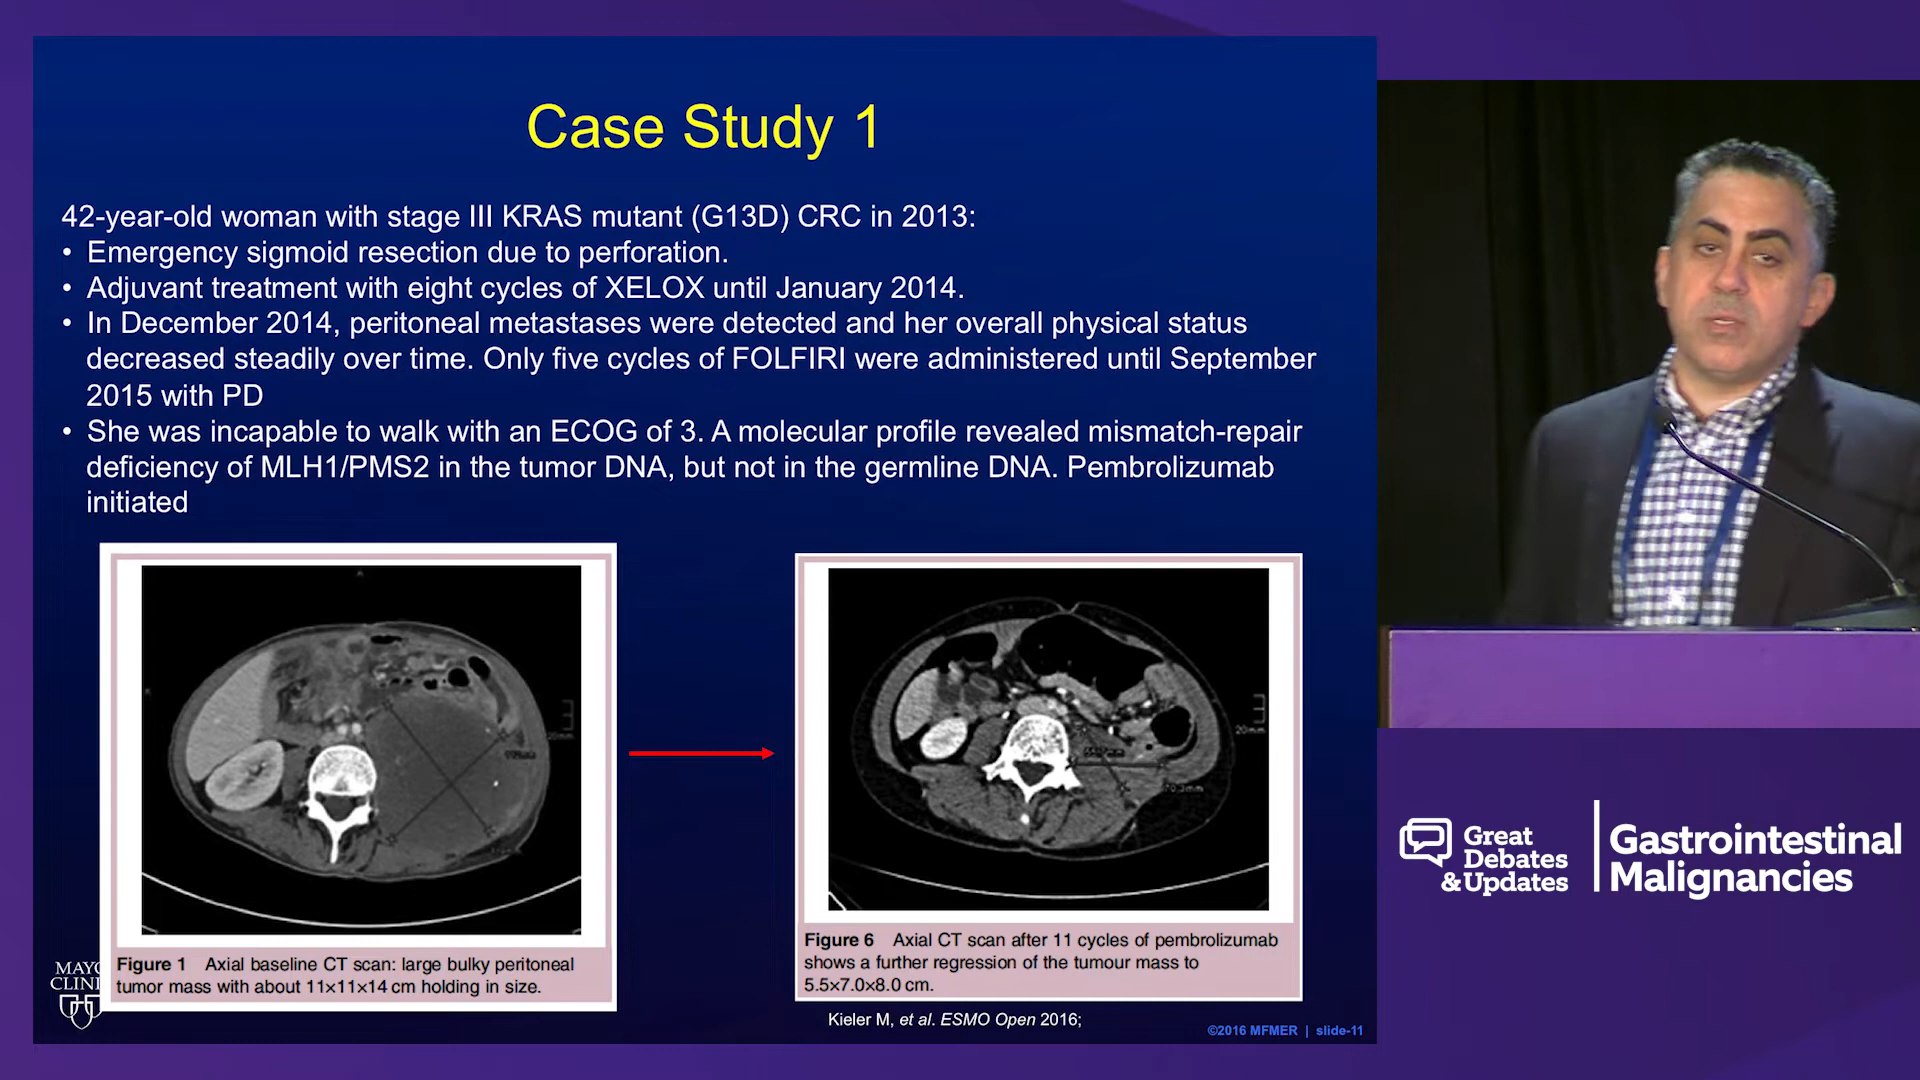 Case Study 1
42-year-old woman with stage III KRAS mutant (G13D) CRC in 2013:
• Emergency sigmoid resection due to perforation.
• Adjuvant treatment with eight cycles of XELOX until January 2014.
• In December 2014, peritoneal metastases were detected and her overall physical status
decreased steadily over time. Only five cycles of FOLFIRI were administered until September
2015 with PD
• She was incapable to walk with an ECOG of 3. A molecular profile revealed mismatch-repair
deficiency of MLH1/PMS2 in the tumor DNA, but not in the germline DNA. Pembrolizumab
initiated
20mm
Figure 1 Axial baseline CT scan: large bulky peritoneal
tumor mass with about 11×11×14 cm holding in size.
Figure 6 Axial CT scan after 11 cycles of pembrolizumab
shows a further regression of the tumour mass to
5.5×7.0×8.0 cm.
Kieler M, et al. ESMO Open 2016;
©2016 MFMER | slide-11
Great
Debates
& Updates
Gastrointestinal
Malignancies